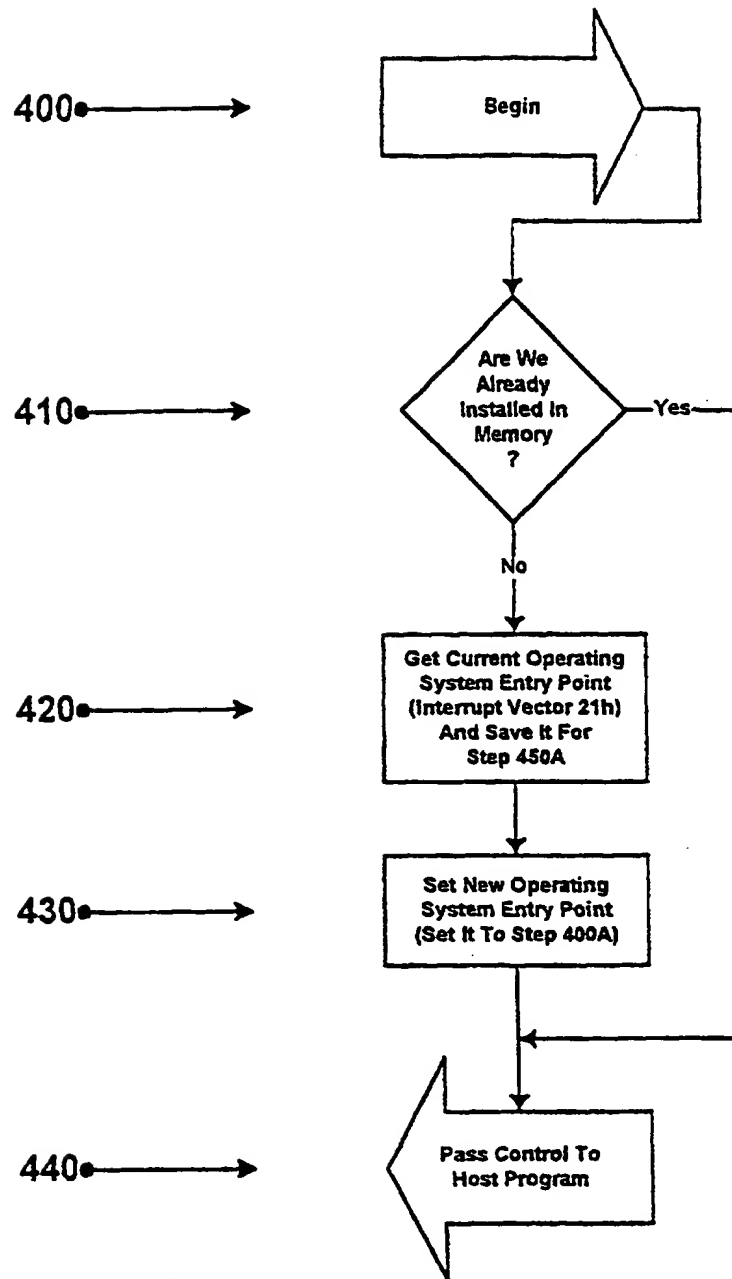 400
Begin
410
Are We
Already
Installed In
Memory
?
Yes
No
420
Get Current Operating
System Entry Point
(Interrupt Vector 21h)
And Save It For
Step 450A
430
Set New Operating
System Entry Point
(Set It To Step 400A)
440
Pass Control To
Host Program